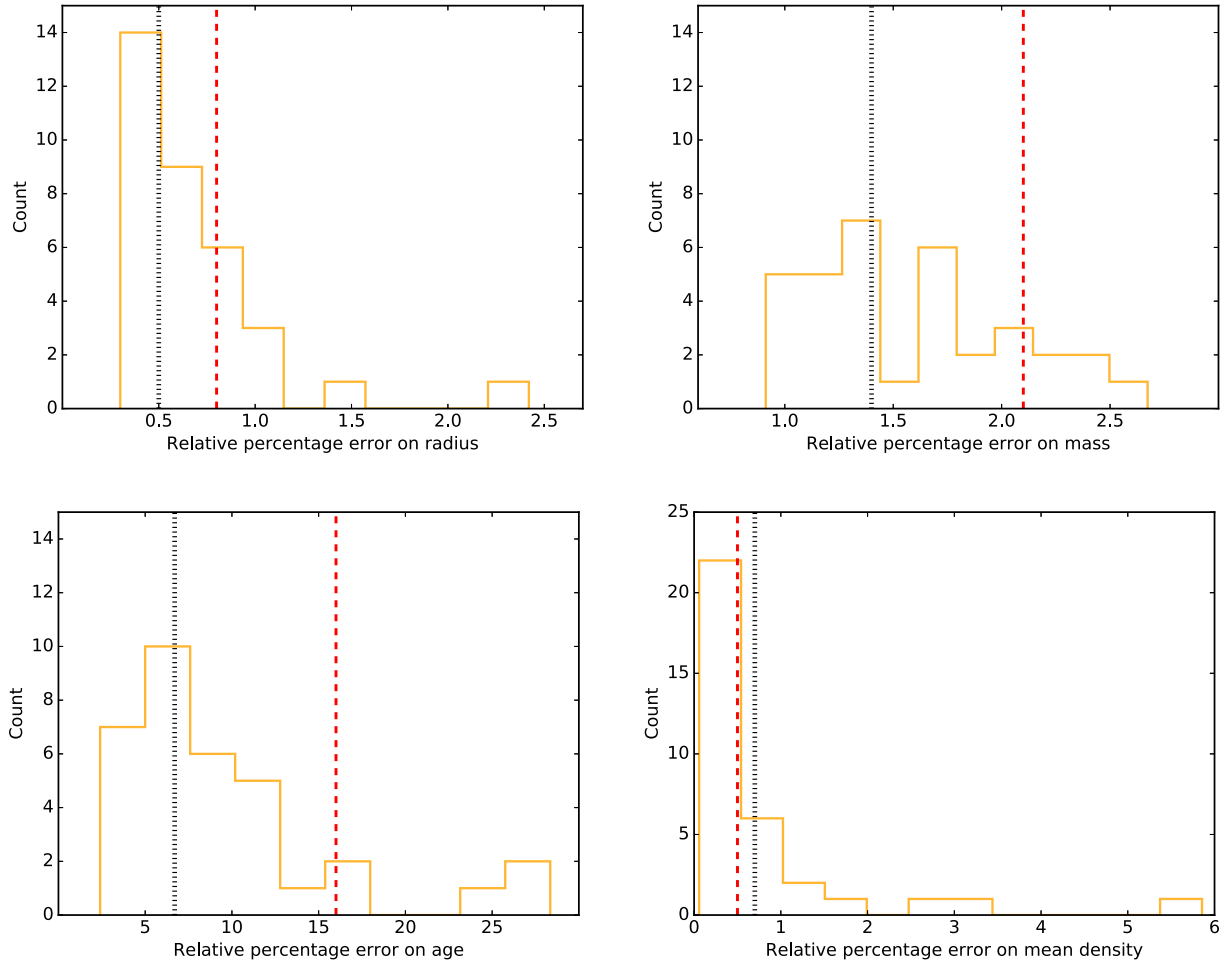 14
12
10
8
6
4
2
0
Count
0.5 1.0 1.5 2.0 2.5
Relative percentage error on radius
14
12
10
8
6
4
2
0
Count
1.0 1.5 2.0 2.5
Relative percentage error on mass
14
12
10
8
6
4
2
0
Count
5 10 15 20 25
Relative percentage error on age
25
20
15
10
5
0
Count
0 1 2 3 4 5 6
Relative percentage error on mean density